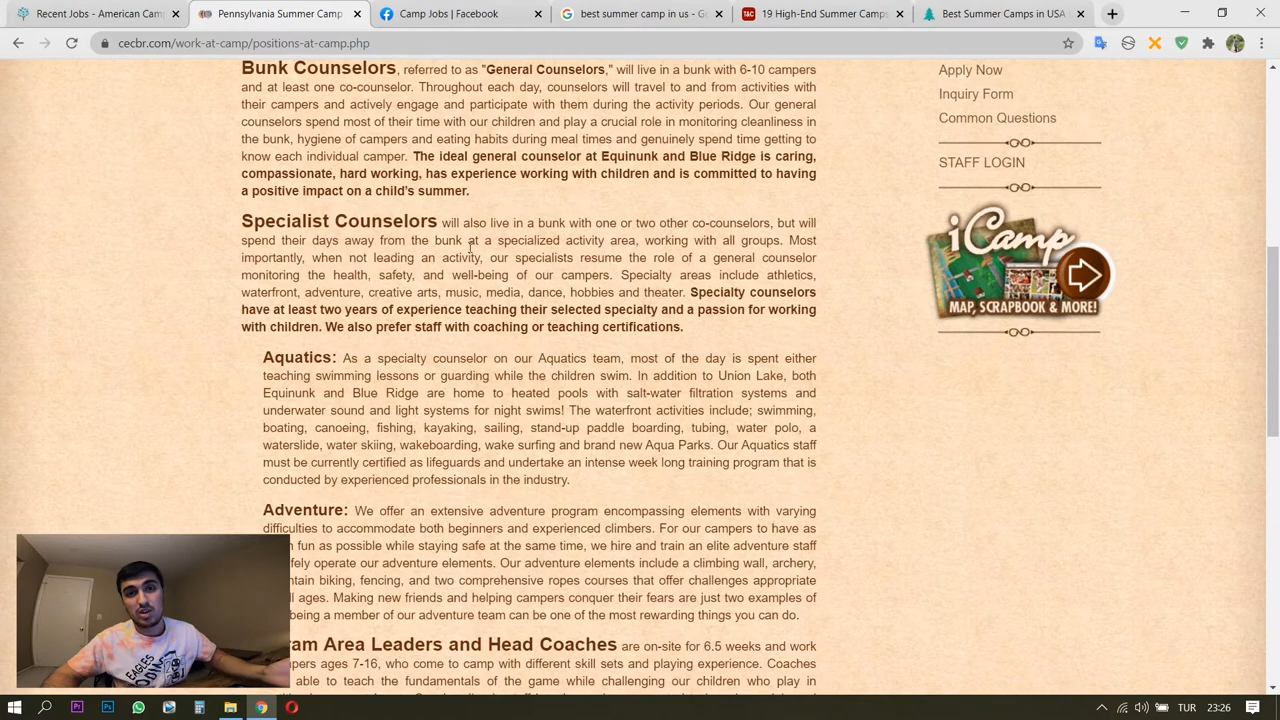 Recent Jobs - American Camp
Pennsylvania Summer Camp
Camp Jobs | Facebook
best summer camp in us - Go
T&C
19 High-End Summer Camps
Best Summer Camps in USA
cecbr.com/work-at-camp/positions-at-camp.php
Bunk Counselors, referred to as "General Counselors," will live in a bunk with 6-10 campers
and at least one co-counselor. Throughout each day, counselors will travel to and from activities with
their campers and actively engage and participate with them during the activity periods. Our general
counselors spend most of their time with our children and play a crucial role in monitoring cleanliness in
the bunk, hygiene of campers and eating habits during meal times and genuinely spend time getting to
know each individual camper. The ideal general counselor at Equinunk and Blue Ridge is caring,
compassionate, hard working, has experience working with children and is committed to having
a positive impact on a child's summer.
Specialist Counselors will also live in a bunk with one or two other co-counselors, but will
spend their days away from the bunk at a specialized activity area, working with all groups. Most
importantly, when not leading an activity, our specialists resume the role of a general counselor
monitoring the health, safety, and well-being of our campers. Specialty areas include athletics,
waterfront, adventure, creative arts, music, media, dance, hobbies and theater. Specialty counselors
have at least two years of experience teaching their selected specialty and a passion for working
with children. We also prefer staff with coaching or teaching certifications.
Aquatics: As a specialty counselor on our Aquatics team, most of the day is spent either
teaching swimming lessons or guarding while the children swim. In addition to Union Lake, both
Equinunk and Blue Ridge are home to heated pools with salt-water filtration systems and
underwater sound and light systems for night swims! The waterfront activities include; swimming,
boating, canoeing, fishing, kayaking, sailing, stand-up paddle boarding, tubing, water polo, a
waterslide, water skiing, wakeboarding, wake surfing and brand new Aqua Parks. Our Aquatics staff
must be currently certified as lifeguards and undertake an intense week long training program that is
conducted by experienced professionals in the industry.
Adventure: We offer an extensive adventure program encompassing elements with varying
difficulties to accommodate both beginners and experienced climbers. For our campers to have as
fun as possible while staying safe at the same time, we hire and train an elite adventure staff
fely operate our adventure elements. Our adventure elements include a climbing wall, archery,
ntain biking, fencing, and two comprehensive ropes courses that offer challenges appropriate
ll ages. Making new friends and helping campers conquer their fears are just two examples of
being a member of our adventure team can be one of the most rewarding things you can do.
ram Area Leaders and Head Coaches are on-site for 6.5 weeks and work
mpers ages 7-16, who come to camp with different skill sets and playing experience. Coaches
able to teach the fundamentals of the game while challenging our children who play in
Apply Now
Inquiry Form
Common Questions
STAFF LOGIN
iCamp
MAP, SCRAPBOOK & MORE!
EAGLES
TUR
23:26